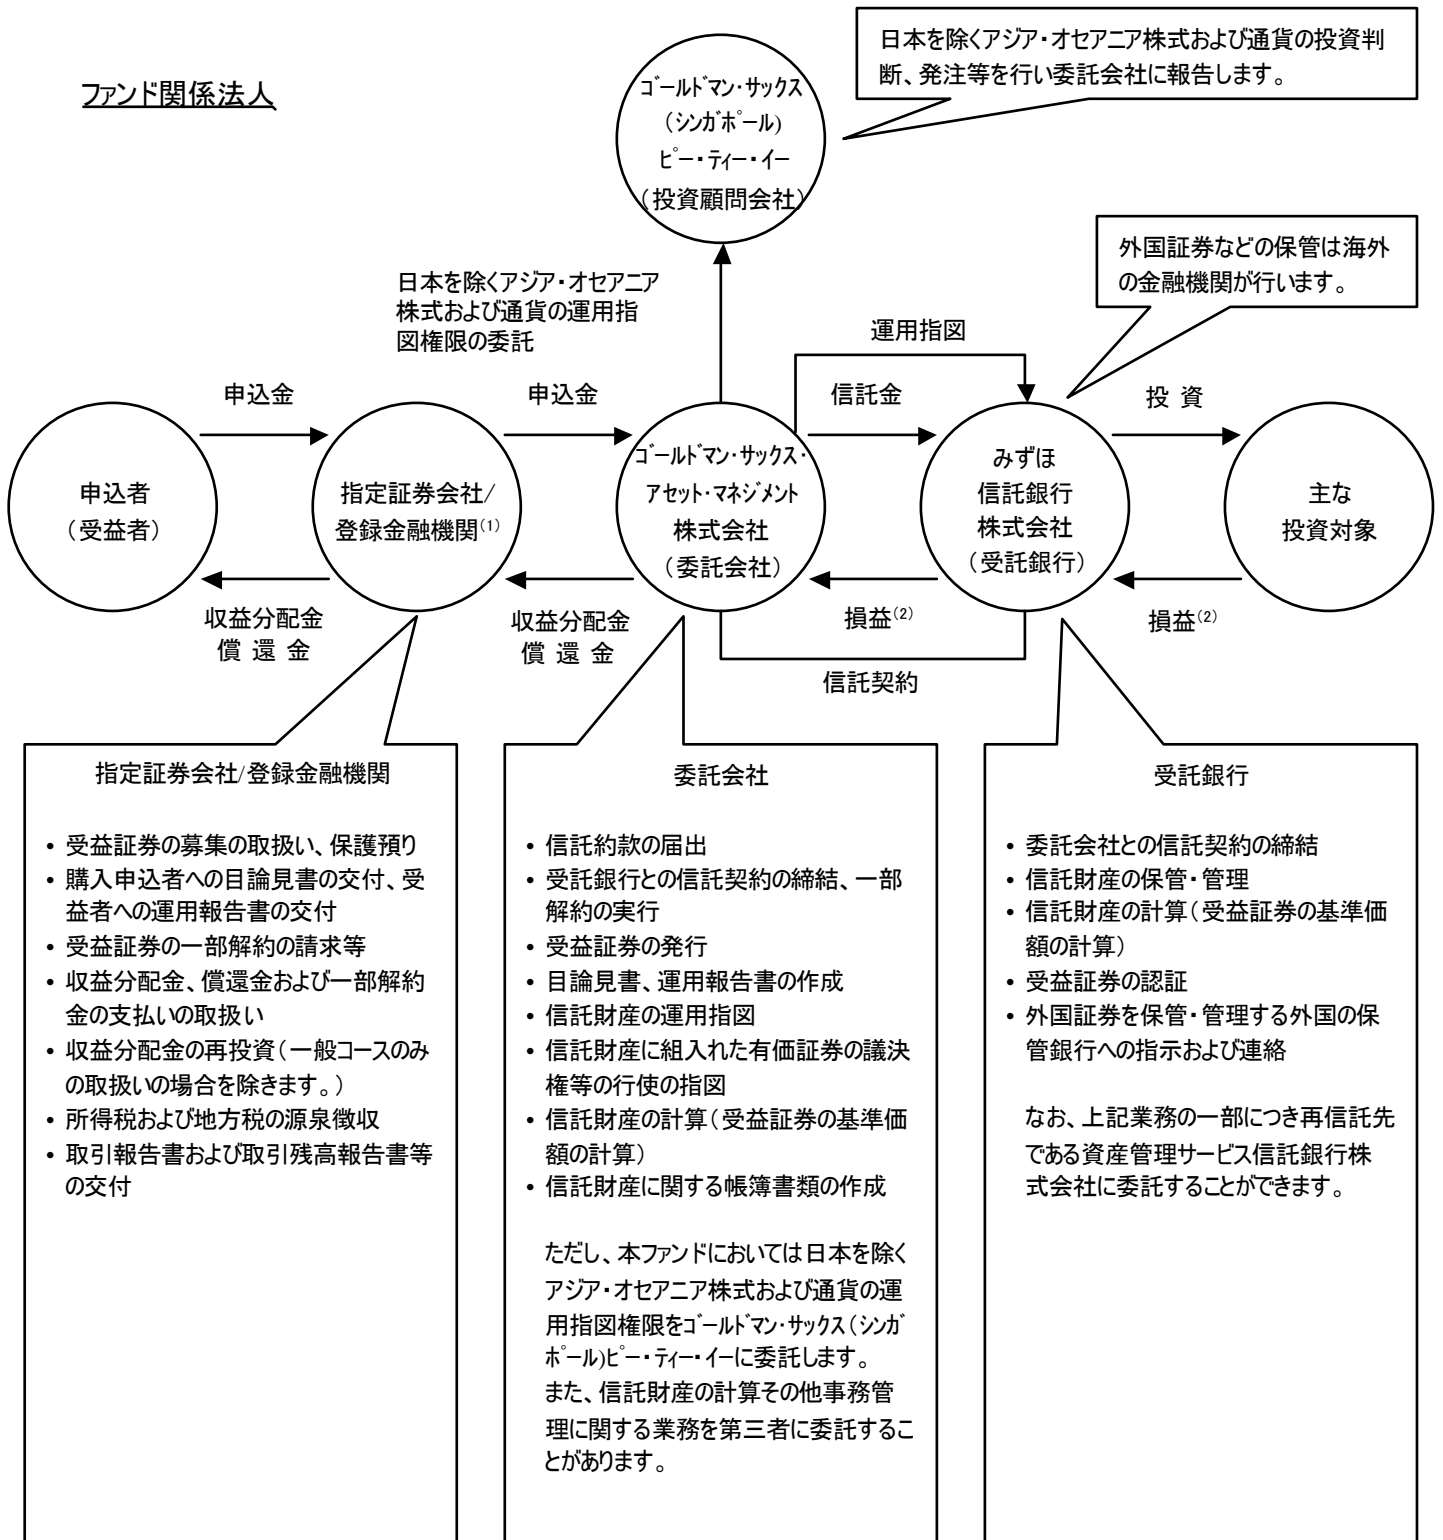 ファンド関係法人
ゴールドマン・サックス
（シンガポール)
ピー・ティー・イー
（投資顧問会社）
日本を除くアジア・オセアニア株式および通貨の投資判
断、発注等を行い委託会社に報告します。
外国証券などの保管は海外
の金融機関が行います。
日本を除くアジア・オセアニア
株式および通貨の運用指
図権限の委託
運用指図
申込金
申込金
信託金
投 資
申込者
（受益者）
指定証券会社/
登録金融機関(1)
ゴールドマン・サックス・
アセット・マネジメント
株式会社
（委託会社）
みずほ
信託銀行
株式会社
（受託銀行）
主な
投資対象
収益分配金
償 還 金
収益分配金
償 還 金
損益(2)
損益(2)
信託契約
指定証券会社/登録金融機関
• 受益証券の募集の取扱い、保護預り
• 購入申込者への目論見書の交付、受
益者への運用報告書の交付
• 受益証券の一部解約の請求等
• 収益分配金、償還金および一部解約
金の支払いの取扱い
• 収益分配金の再投資（一般コースのみ
の取扱いの場合を除きます。）
• 所得税および地方税の源泉徴収
• 取引報告書および取引残高報告書等
の交付
委託会社
• 信託約款の届出
• 受託銀行との信託契約の締結、一部
解約の実行
• 受益証券の発行
• 目論見書、運用報告書の作成
• 信託財産の運用指図
• 信託財産に組入れた有価証券の議決
権等の行使の指図
• 信託財産の計算（受益証券の基準価
額の計算）
• 信託財産に関する帳簿書類の作成
ただし、本ファンドにおいては日本を除く
アジア・オセアニア株式および通貨の運
用指図権限をゴールドマン・サックス（シンガ
ポール)ピー・ティー・イーに委託します。
また、信託財産の計算その他事務管
理に関する業務を第三者に委託するこ
とがあります。
受託銀行
• 委託会社との信託契約の締結
• 信託財産の保管・管理
• 信託財産の計算（受益証券の基準価
額の計算）
• 受益証券の認証
• 外国証券を保管・管理する外国の保
管銀行への指示および連絡
なお、上記業務の一部につき再信託先
である資産管理サービス信託銀行株
式会社に委託することができます。